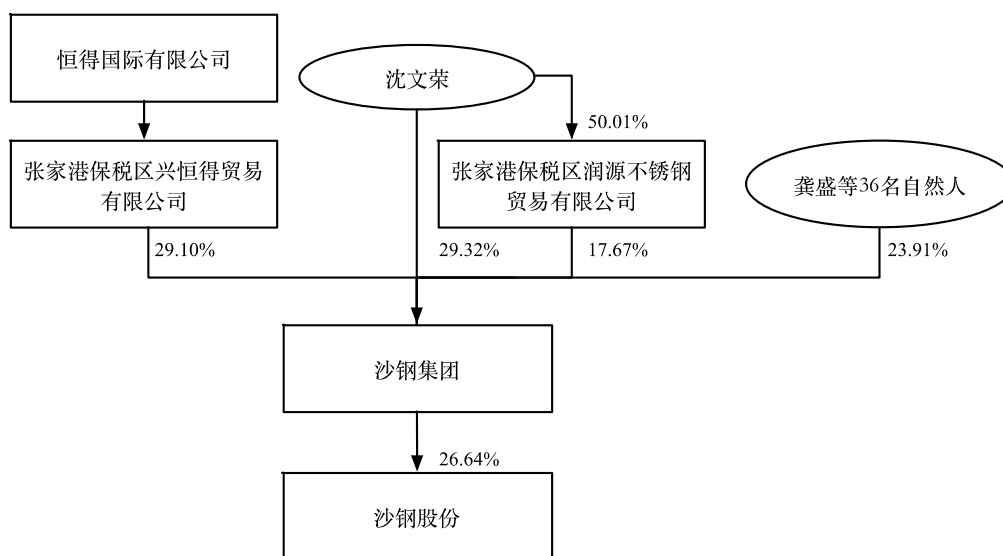 恒得国际有限公司
沈文荣
50.01%
张家港保税区兴恒得贸易
有限公司
张家港保税区润源不锈钢
贸易有限公司
龚盛等36名自然人
29.10%
29.32%
17.67%
23.91%
沙钢集团
26.64%
沙钢股份